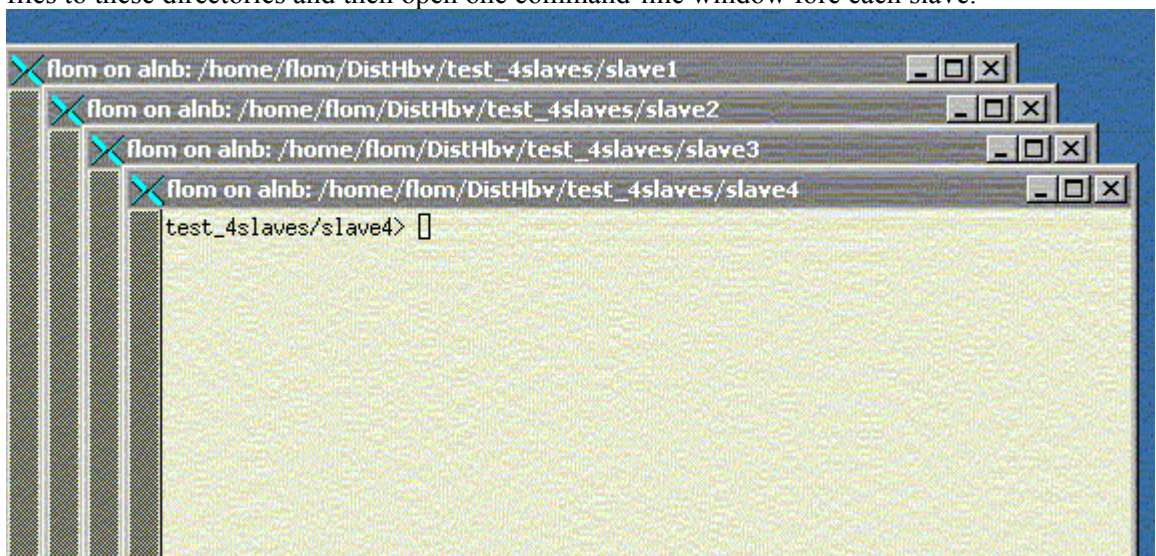 files to these directories and then open one command-line window fore each slave.
flom on alnb: /home/flom/DistHbv/test_4slaves/slave1
flom on alnb: /home/flom/DistHbv/test_4slaves/slave2
flom on alnb: /home/flom/DistHbv/test_4slaves/slave3
flom on alnb: /home/flom/DistHbv/test_4slaves/slave4
test_4slaves/slave4>